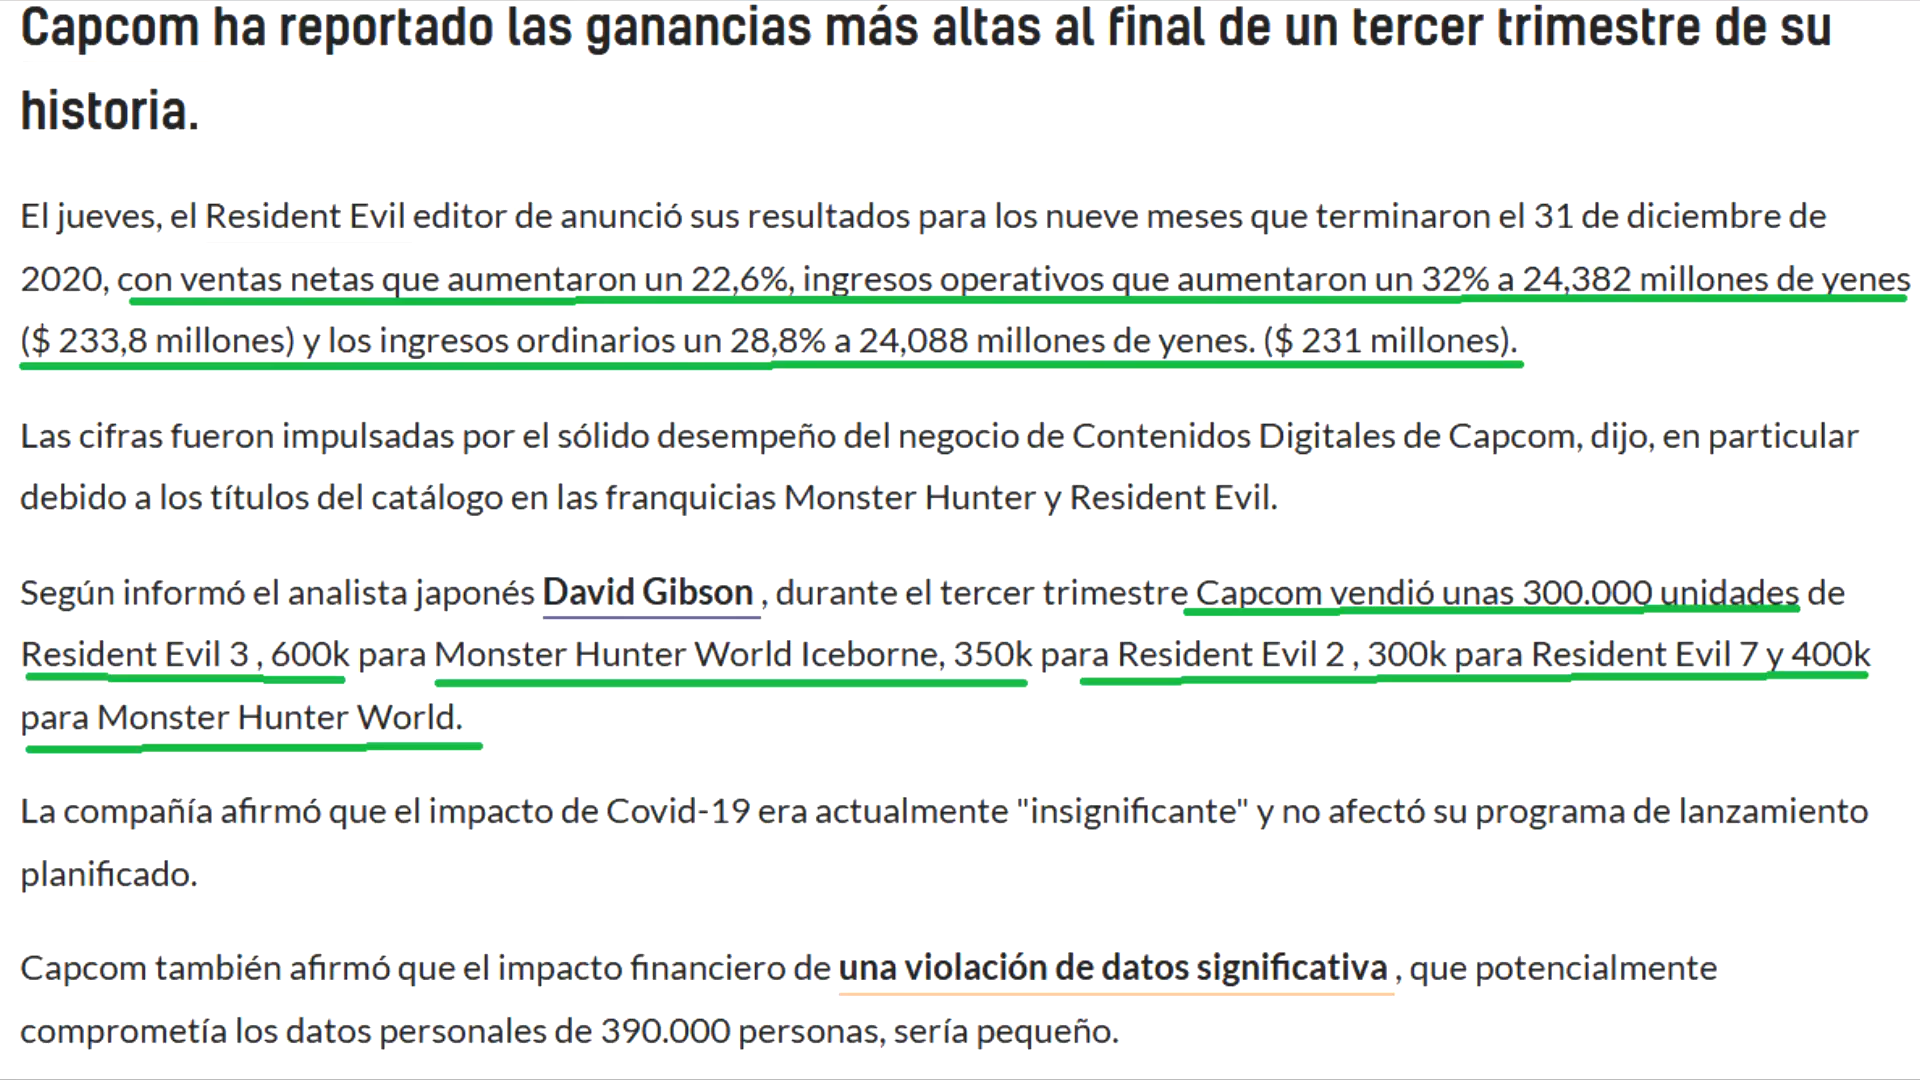 Capcom ha reportado las ganancias más altas al final de un tercer trimestre de su
historia.
El jueves, el Resident Evil editor de anunció sus resultados para los nueve meses que terminaron el 31 de diciembre de
2020, con ventas netas que aumentaron un 22,6%, ingresos operativos que aumentaron un 32% a 24,382 millones de yenes
($ 233,8 millones) y los ingresos ordinarios un 28,8% a 24,088 millones de yenes. ($ 231 millones).
Las cifras fueron impulsadas por el sólido desempeño del negocio de Contenidos Digitales de Capcom, dijo, en particular
debido a los títulos del catálogo en las franquicias Monster Hunter y Resident Evil.
Según informó el analista japonés David Gibson , durante el tercer trimestre Capcom vendió unas 300.000 unidades de
Resident Evil 3 , 600k para Monster Hunter World Iceborne, 350k para Resident Evil 2 , 300k para Resident Evil 7 y 400k
para Monster Hunter World.
La compañía afirmó que el impacto de Covid-19 era actualmente "insignificante" y no afectó su programa de lanzamiento
planificado.
Capcom también afirmó que el impacto financiero de una violación de datos significativa , que potencialmente
comprometía los datos personales de 390.000 personas, sería pequeño.